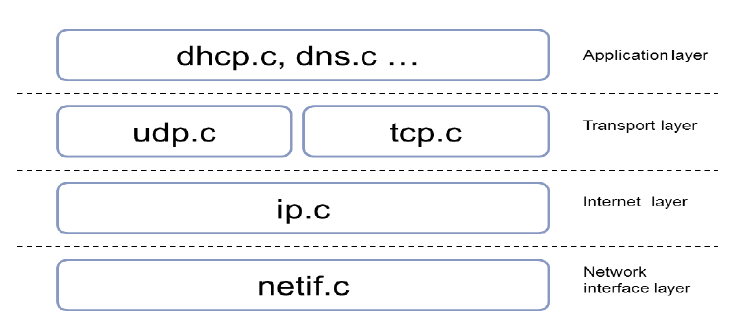 dhcp.c, dns.c ... Application layer
udp.c tcp.c Transport layer
ip.c Internet layer
netif.c Network
interface layer